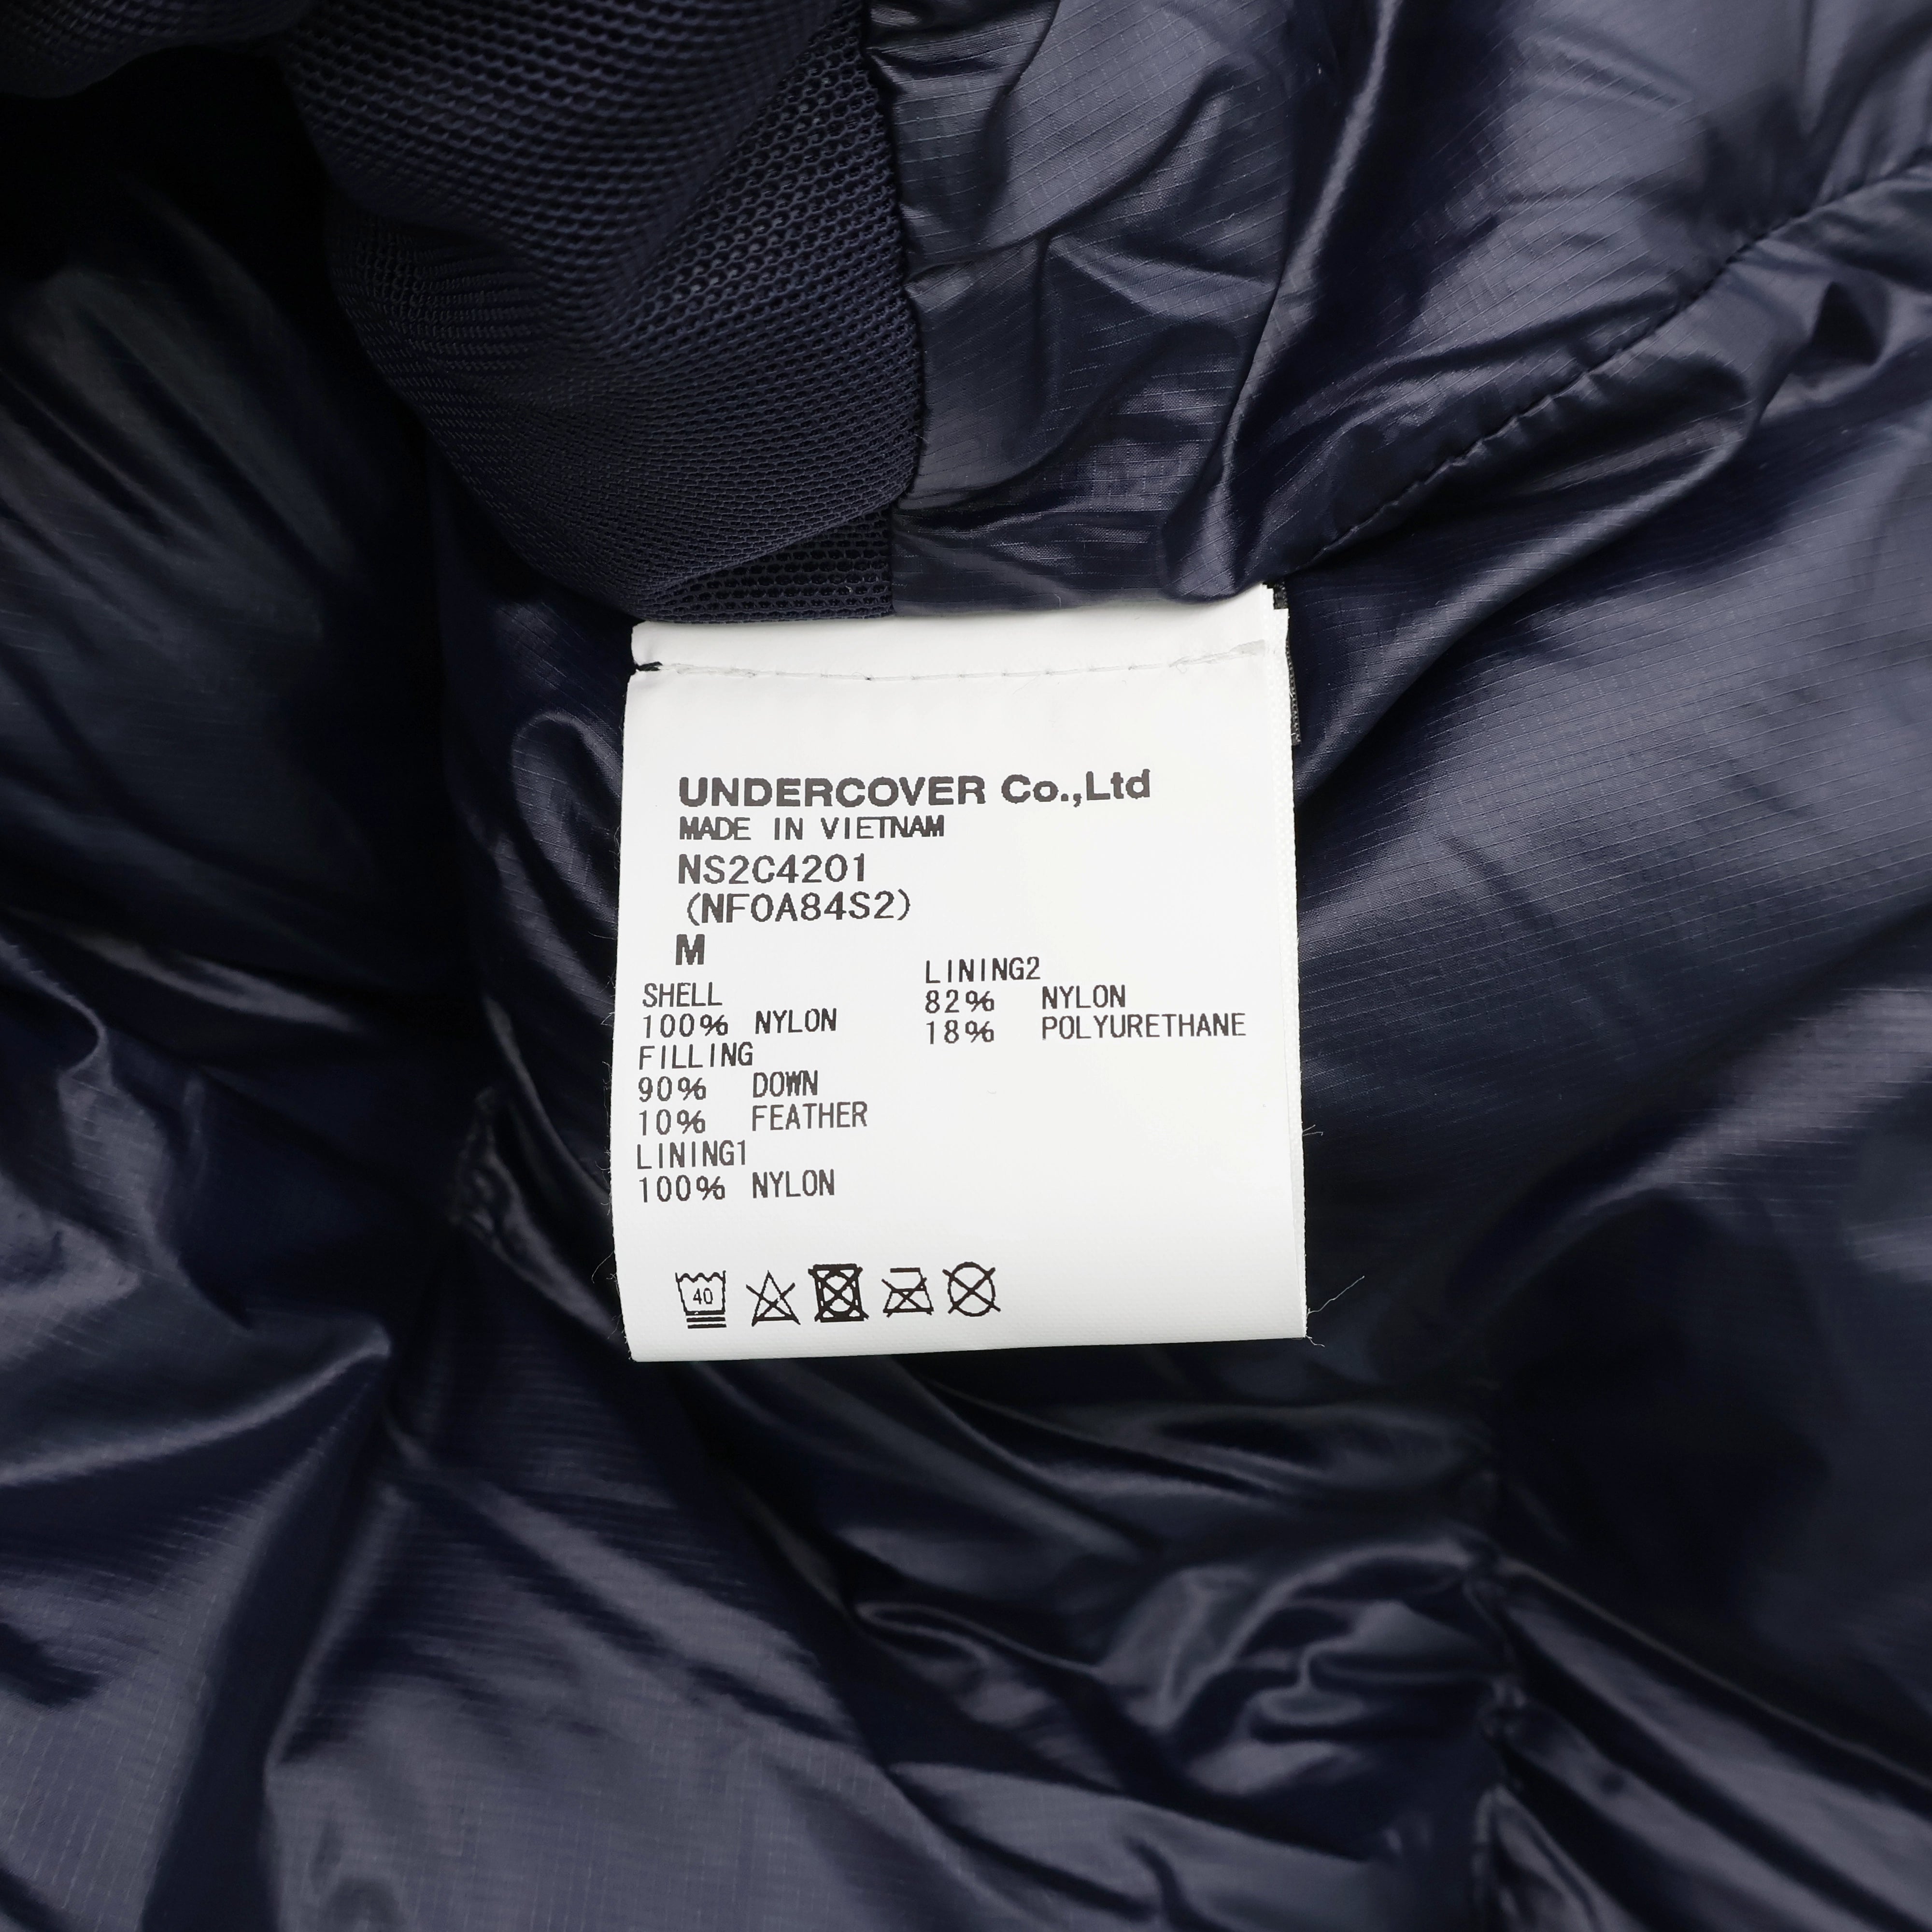 UNDERCOVER Co.,Ltd
MADE IN VIETNAM
NS2C4201
(NF0A84S2)
M
SHELL
100% NYLON
FILLING
90% DOWN
10% FEATHER
LINING1
100% NYLON
LINING2
82% NYLON
18% POLYURETHANE
40